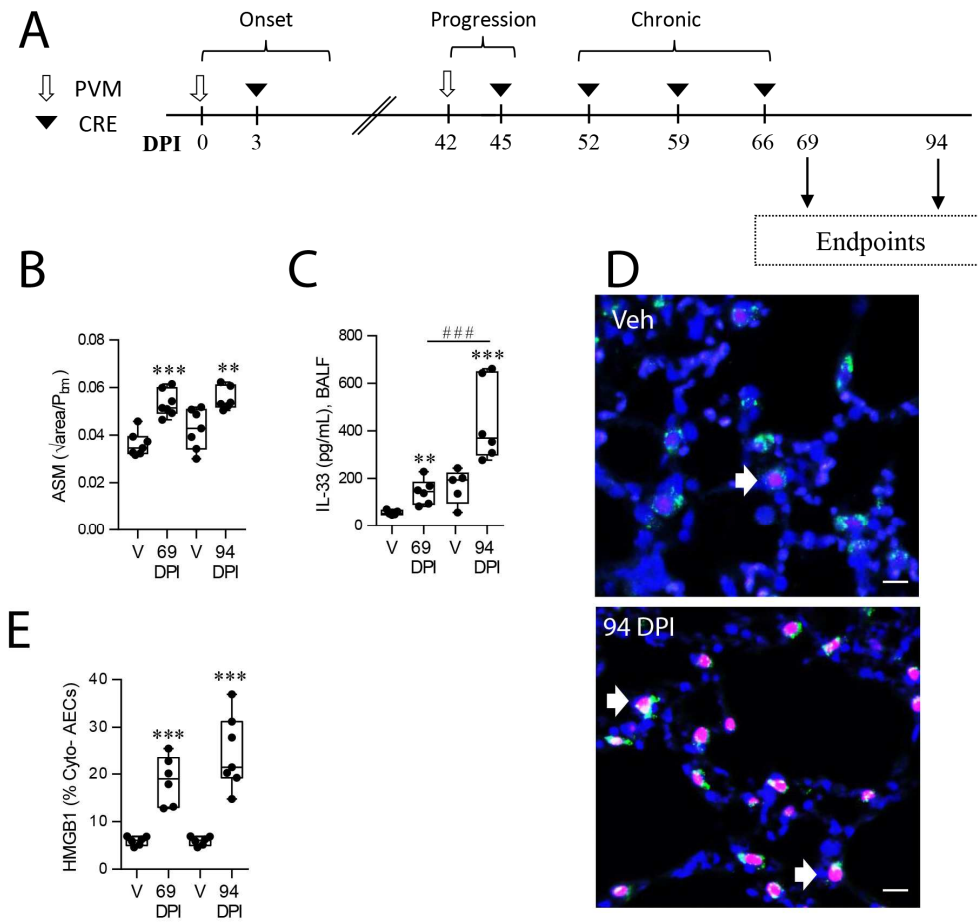 A
Onset
Progression
Chronic
PVM
CRE
DPI 0 3 42 45 52 59 66 69 94
Endpoints
B
ASM (√area/Pbm)
0.08
0.06
0.04
0.02
0.00
***
**
V 69 V 94
DPI DPI
C
IL-33 (pg/mL), BALF
800
600
400
200
0
###
**
***
V 69 V 94
DPI DPI
D
Veh
94 DPI
E
HMGB1 (% Cyto- AECs)
40
30
20
10
0
***
***
V 69 V 94
DPI DPI